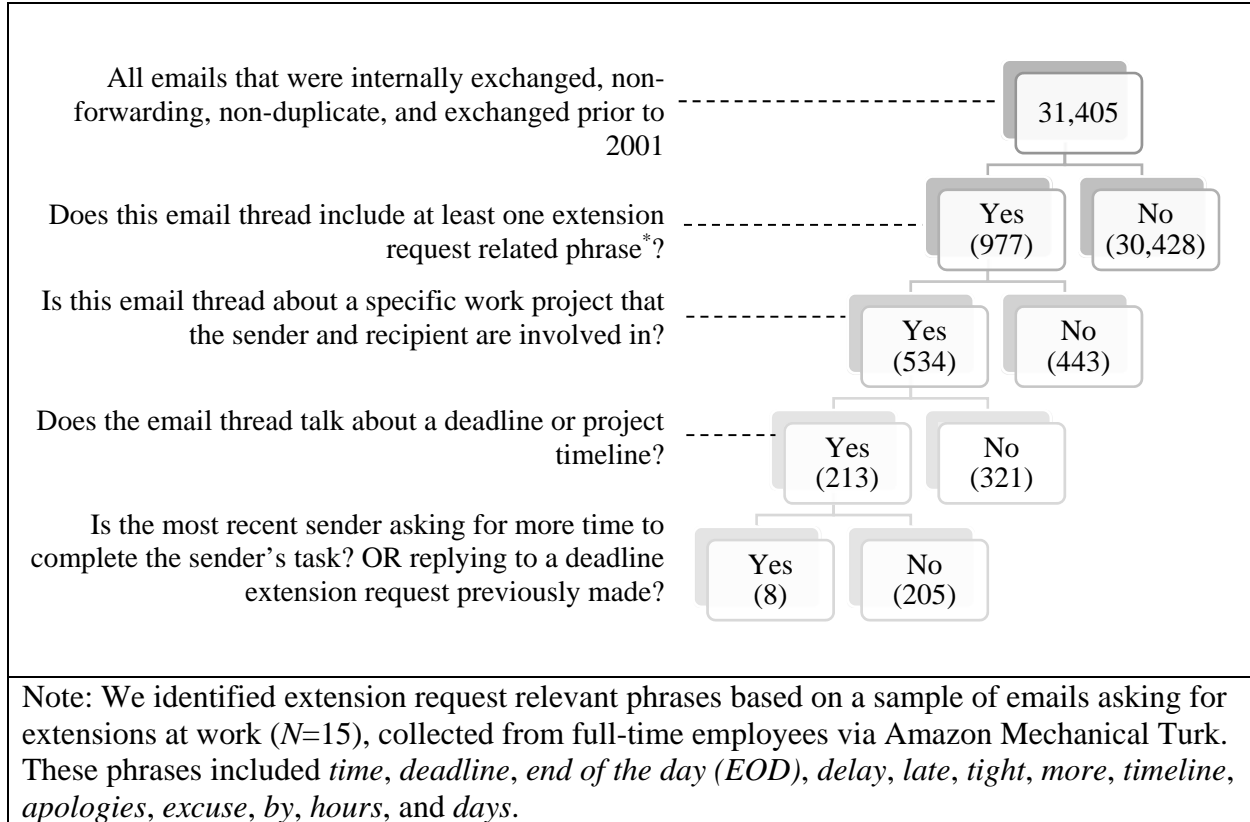 All emails that were internally exchanged, non-
forwarding, non-duplicate, and exchanged prior to
2001
31,405
Does this email thread include at least one extension
request related phrase*?
Yes
(977)
No
(30,428)
Is this email thread about a specific work project that
the sender and recipient are involved in?
Yes
(534)
No
(443)
Does the email thread talk about a deadline or project
timeline?
Yes
(213)
No
(321)
Is the most recent sender asking for more time to
complete the sender’s task? OR replying to a deadline
extension request previously made?
Yes
(8)
No
(205)
Note: We identified extension request relevant phrases based on a sample of emails asking for
extensions at work (N=15), collected from full-time employees via Amazon Mechanical Turk.
These phrases included time, deadline, end of the day (EOD), delay, late, tight, more, timeline,
apologies, excuse, by, hours, and days.